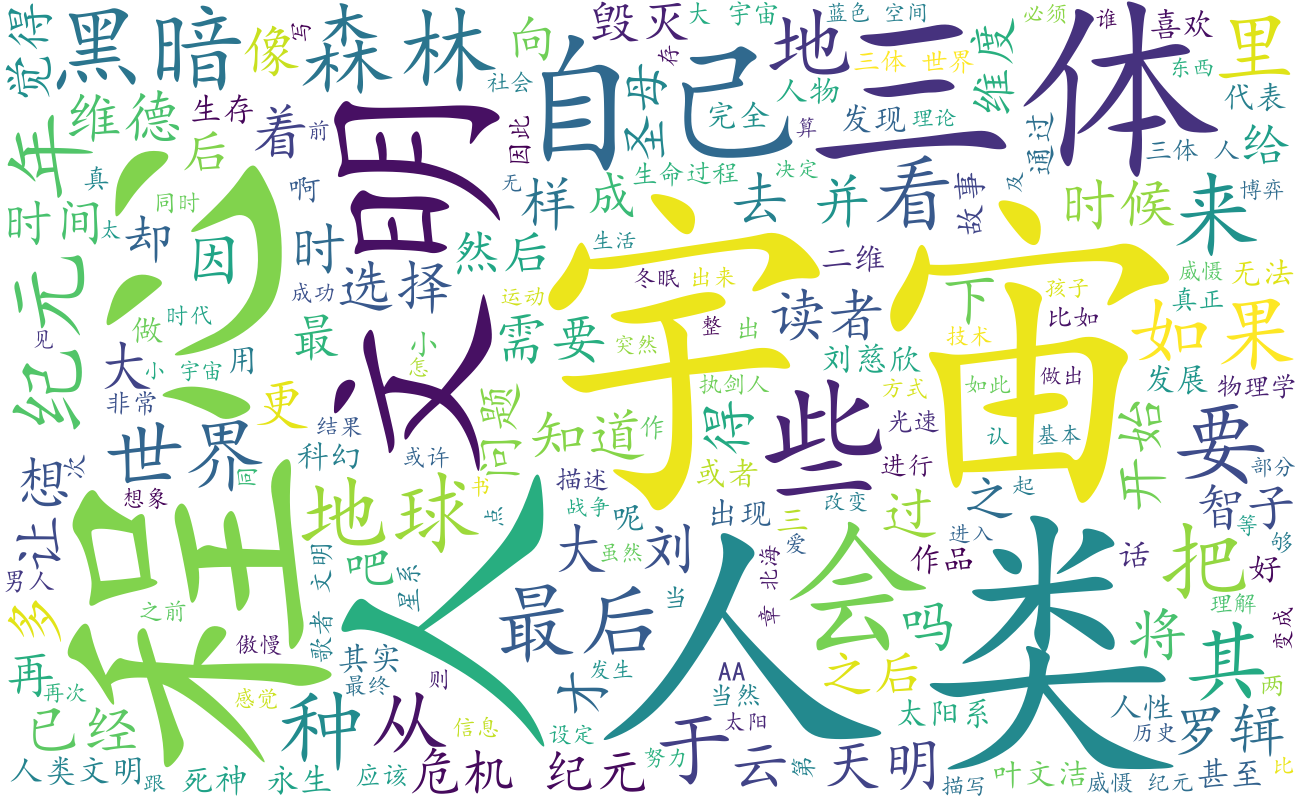 觉得
黑暗
像
写
森林
向
毁灭
存
大 宇宙
地
蓝色 空间
必须
谁
喜欢
里
社会
自己
三体
三体 世界
维度
东西
代表
维德
生存
着
前
因此
明
圣母
完全
人物
算
发现
理论
通过
三体 人
给
年
真
后
同时
啊
无
样
成
生命过程
决定
去
并
看
故事
及
时候
来
博弈
时间
太
却
因
时
选择
成功
然后
生活
冬眠
出来
二维
宇宙
威慑
无法
真正
纪元
见
做
时代
大
小 宇宙
用
最
小
怎
运动
需要
突然
整
出
读者
下
孩子
比如
如果
技术
刘慈欣
发展
物理学
非常
更
结果
文
问题
知道
作
执剑人
得
些
方式
光速
如此
做出
认
基本
开始
要
世界
科幻
或许
描述
或者
进行
部分
想
次
同
想象
地球
书
点
战争
呢
出现
三
改变
过
之
起
智子
等
够
让
男人
程心
人
吧
星系
文明
歌者
大刘
虽然
爱
北海
章
会
作品
进入
类
话
把
好
理解
变成
多
之前
傲慢
其实
最终
则
最后
当
人
吗
将
其
再
再次
感觉
种
从
信息
才
发生
设定
AA
当然
太阳
之后
太阳系
人性
历史
两
罗辑
已经
人类文明
跟
死神 永生
应该
危机 纪元
努力
于
云 天明
第
描写
叶文洁
威慑 纪元
甚至
比